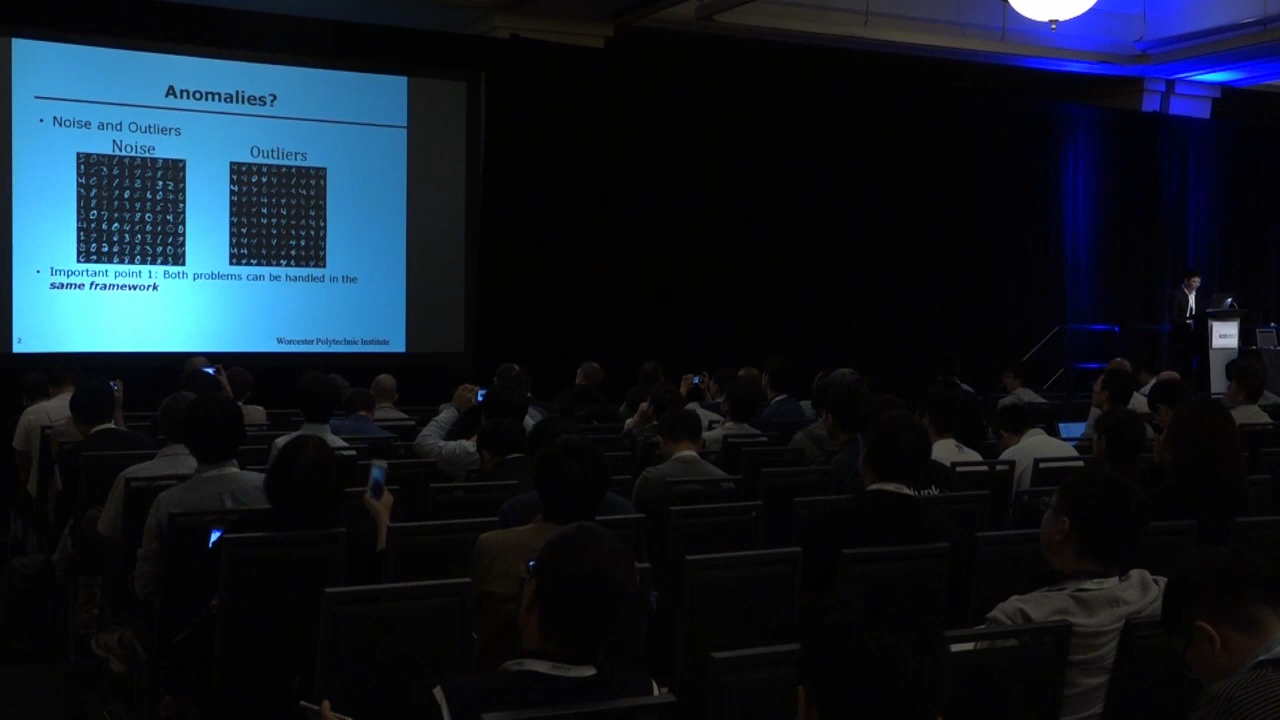 Anomalies?
• Noise and Outliers
Noise
Outliers
• Important point 1: Both problems can be handled in the
same framework
2
Worcester Polytechnic Institute